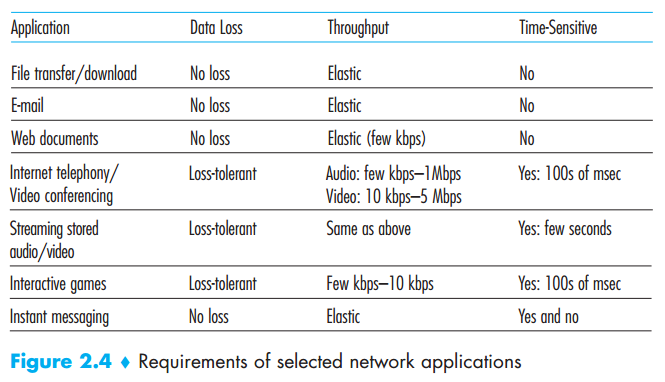 Application Data Loss Throughput Time-Sensitive
File transfer/download No loss Elastic No
E-mail No loss Elastic No
Web documents No loss Elastic (few kbps) No
Internet telephony/ Loss-tolerant Audio: few kbps–1Mbps Yes: 100s of msec
Video conferencing Video: 10 kbps–5 Mbps
Streaming stored Loss-tolerant Same as above Yes: few seconds
audio/video
Interactive games Loss-tolerant Few kbps–10 kbps Yes: 100s of msec
Instant messaging No loss Elastic Yes and no
Figure 2.4 ♦ Requirements of selected network applications